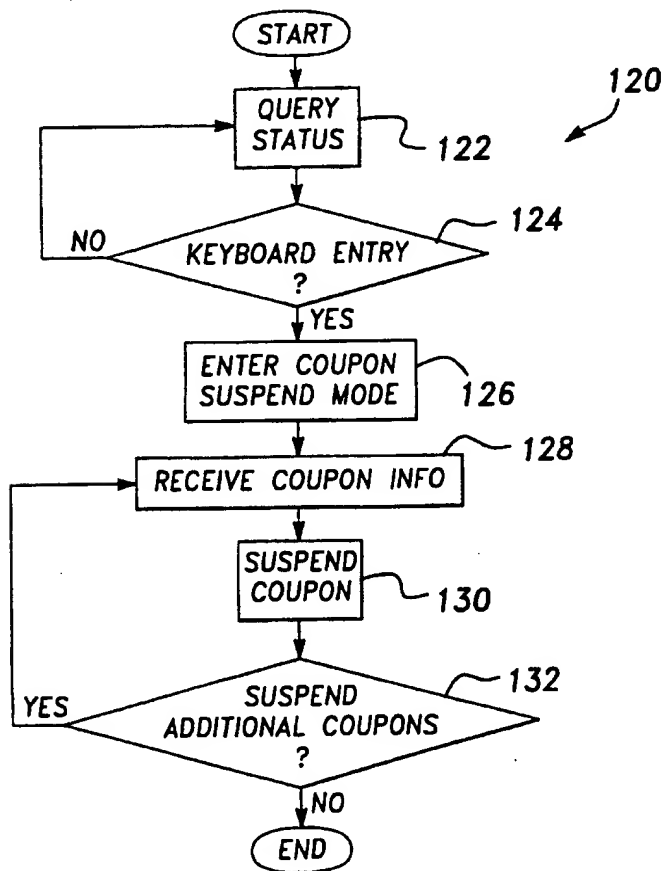 START
120
QUERY
STATUS
122
124
NO
KEYBOARD ENTRY
?
YES
ENTER COUPON
SUSPEND MODE
126
128
RECEIVE COUPON INFO
SUSPEND
COUPON
130
132
YES
SUSPEND
ADDITIONAL COUPONS
?
NO
END